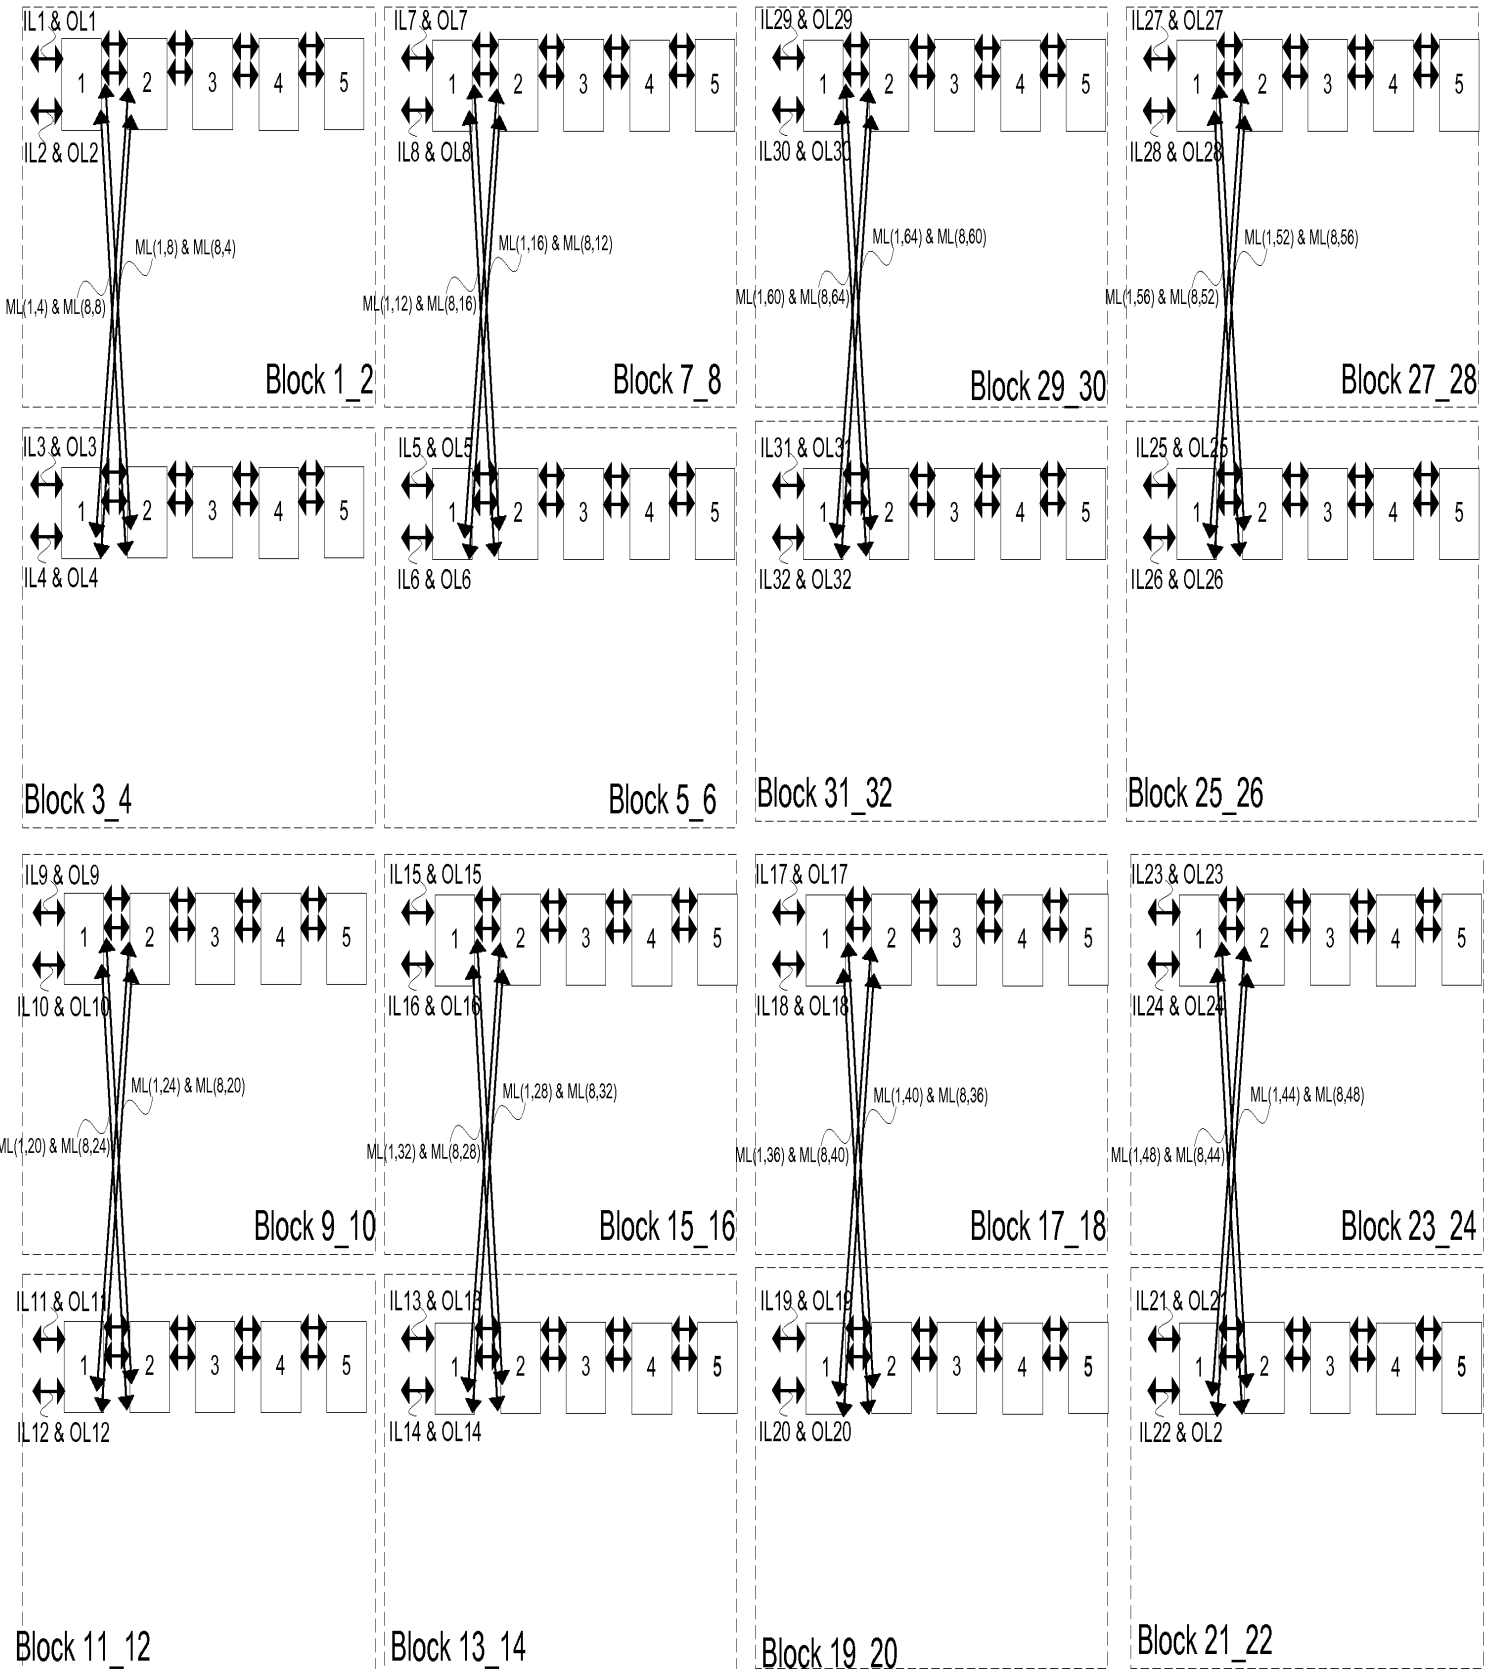 IL1 & OL1
1 2 3 4 5
IL2 & OL2
ML(1,8) & ML(8,4)
ML(1,4) & ML(8,8)
Block 1_2
IL7 & OL7
1 2 3 4 5
IL8 & OL8
ML(1,16) & ML(8,12)
ML(1,12) & ML(8,16)
Block 7_8
IL29 & OL29
1 2 3 4 5
IL30 & OL30
ML(1,64) & ML(8,60)
ML(1,60) & ML(8,64)
Block 29_30
IL27 & OL27
1 2 3 4 5
IL28 & OL28
ML(1,52) & ML(8,56)
ML(1,56) & ML(8,52)
Block 27_28
IL3 & OL3
1 2 3 4 5
IL4 & OL4
Block 3_4
IL5 & OL5
1 2 3 4 5
IL6 & OL6
Block 5_6
IL31 & OL31
1 2 3 4 5
IL32 & OL32
Block 31_32
IL25 & OL25
1 2 3 4 5
IL26 & OL26
Block 25_26
IL9 & OL9
1 2 3 4 5
IL10 & OL10
ML(1,24) & ML(8,20)
ML(1,20) & ML(8,24)
Block 9_10
IL15 & OL15
1 2 3 4 5
IL16 & OL16
ML(1,28) & ML(8,32)
ML(1,32) & ML(8,28)
Block 15_16
IL17 & OL17
1 2 3 4 5
IL18 & OL18
ML(1,40) & ML(8,36)
ML(1,36) & ML(8,40)
Block 17_18
IL23 & OL23
1 2 3 4 5
IL24 & OL24
ML(1,44) & ML(8,48)
ML(1,48) & ML(8,44)
Block 23_24
IL11 & OL11
1 2 3 4 5
IL12 & OL12
Block 11_12
IL13 & OL13
1 2 3 4 5
IL14 & OL14
Block 13_14
IL19 & OL19
1 2 3 4 5
IL20 & OL20
Block 19_20
IL21 & OL21
1 2 3 4 5
IL22 & OL2
Block 21_22